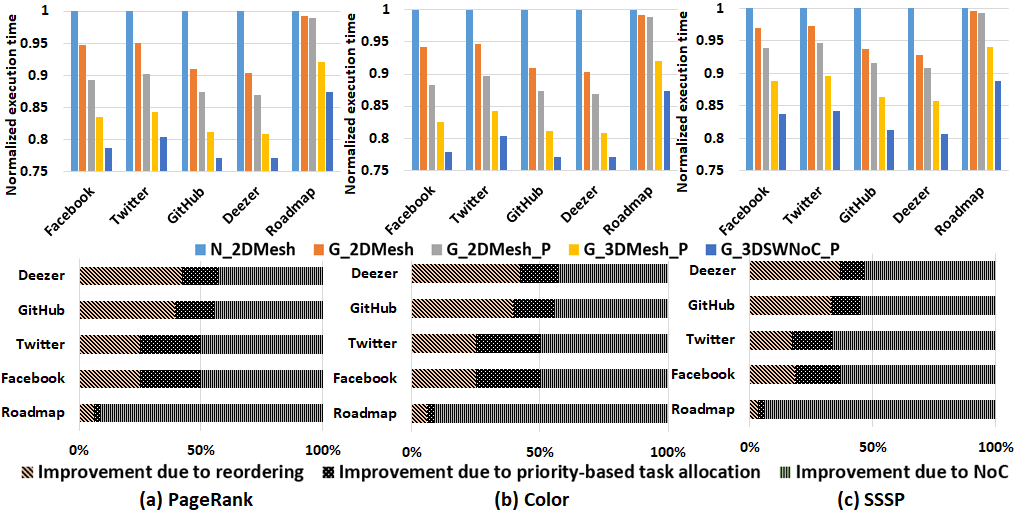 Normalized execution time
1
0.95
0.9
0.85
0.8
0.75
Facebook
Twitter
GitHub
Deezer
Roadmap
Normalized execution time
1
0.95
0.9
0.85
0.8
0.75
Facebook
Twitter
GitHub
Deezer
Roadmap
Normalized execution time
1
0.95
0.9
0.85
0.8
0.75
Facebook
Twitter
GitHub
Deezer
Roadmap
N_2DMesh G_2DMesh G_2DMesh_P G_3DMesh_P G_3DSWNoC_P
Deezer
GitHub
Twitter
Facebook
Roadmap
0% 50% 100%
Deezer
GitHub
Twitter
Facebook
Roadmap
0% 50% 100%
Deezer
GitHub
Twitter
Facebook
Roadmap
0% 50% 100%
Improvement due to reordering Improvement due to priority-based task allocation Improvement due to NoC
(a) PageRank (b) Color (c) SSSP